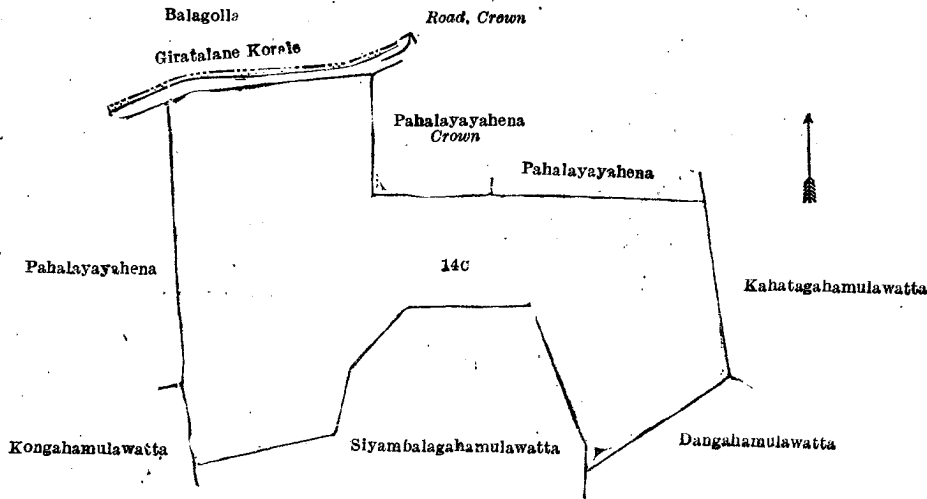 Balagolla
Road, Crown
Giratalane Korale
Pahalayayahena
Crown
Pahalayayahena
Pahalayayahena
14C
Kahatagahamulawatta
Kongahamulawatta
Siyambalagahamulawatta
Dangahamulawatta